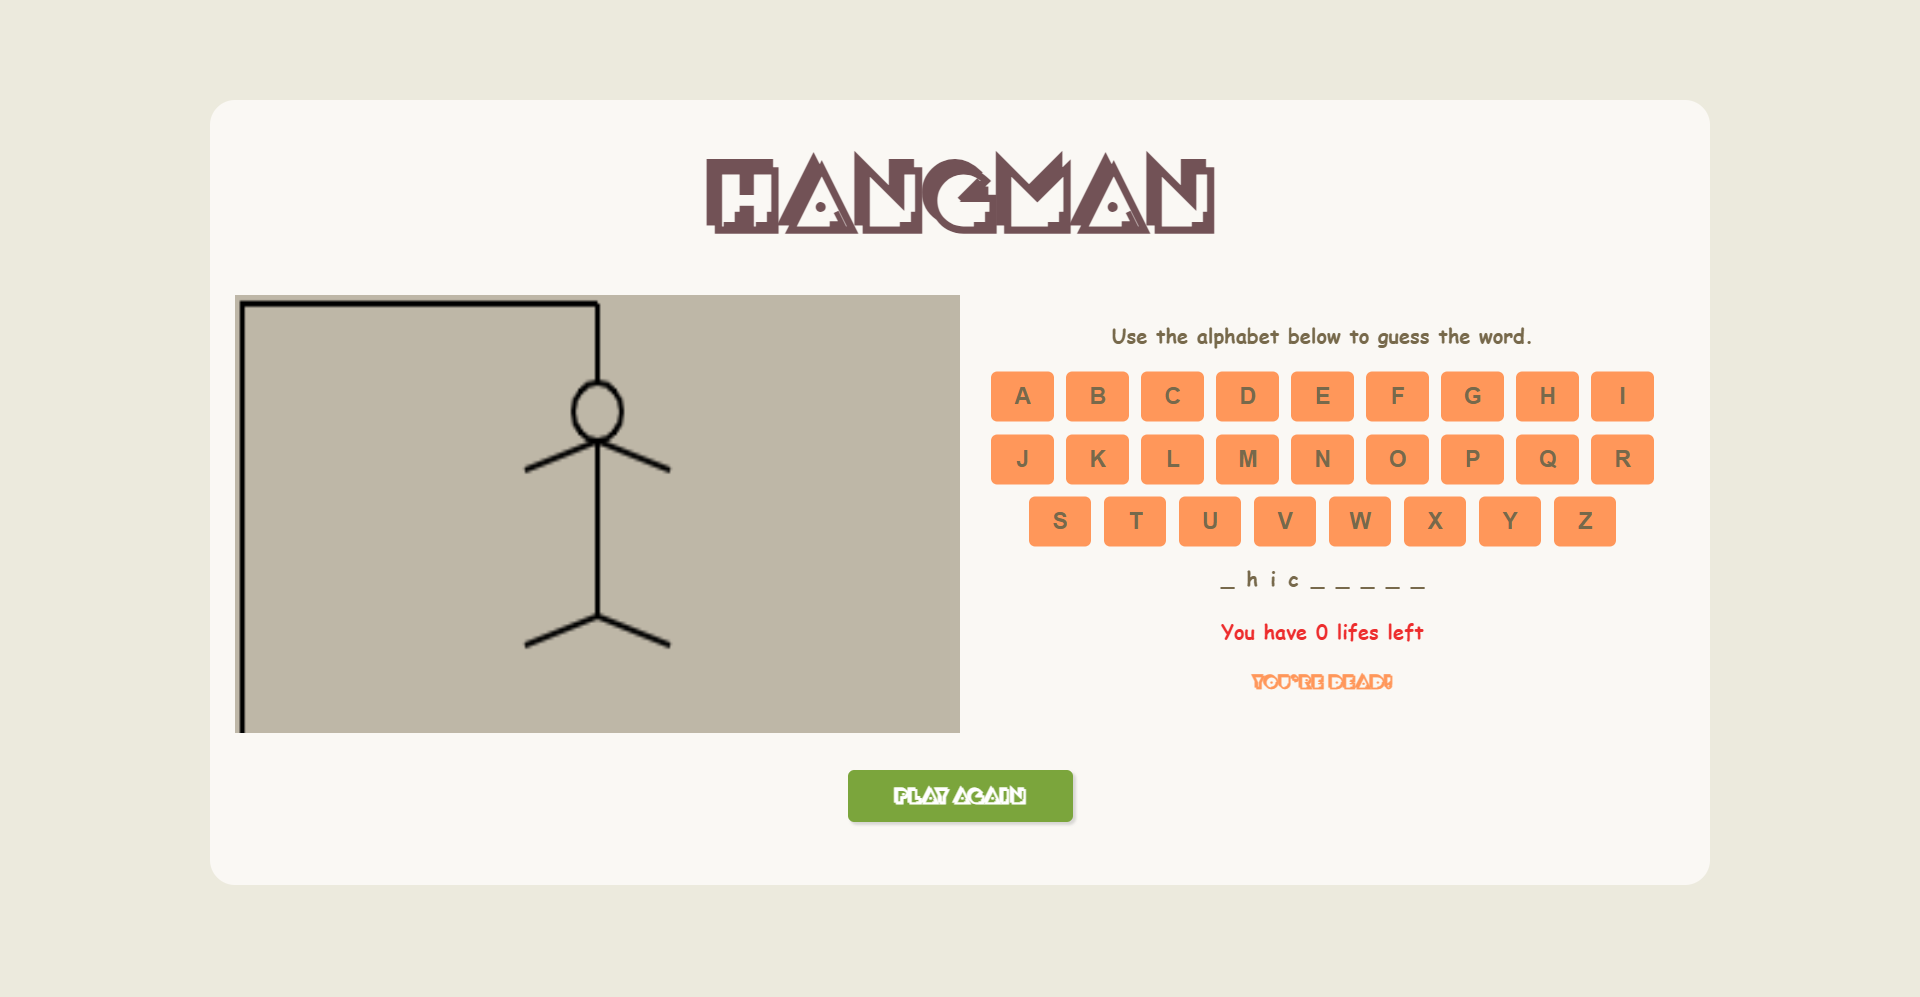 HANGMAN
Use the alphabet below to guess the word.
A B C D E F G H I
J K L M N O P Q R
S T U V W X Y Z
_ h i c _ _ _ _ _
You have 0 lifes left
YOU'RE DEAD!
PLAY AGAIN